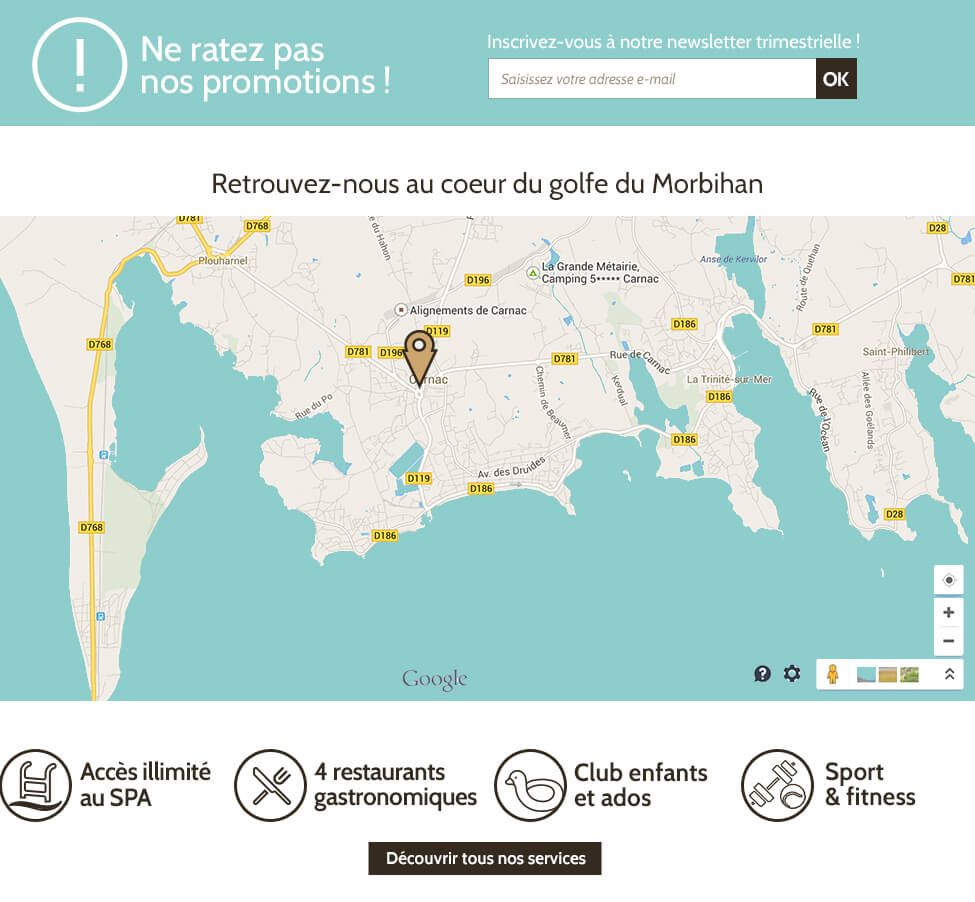 Ne ratez pas
nos promotions !
Inscrivez-vous à notre newsletter trimestrielle !
Saisissez votre adresse e-mail
OK
Retrouvez-nous au coeur du golfe du Morbihan
D781
D768
D28
Rue du Hahon
Plouharnel
Anse de Kervilor
Route de Quehan
La Grande Métairie,
Camping 5***** Carnac
D196
D781
Alignements de Carnac
D119
D186
D781
D768
D781
D196
D781
Rue de Carnac
Saint-Philibert
Carnac
La Trinité-sur-Mer
Kerdual
Chemin de Beaumer
Allée des Goélands
Rue de l'Océan
Rue du Po
D186
D186
Av. des Druides
D119
D186
D28
D768
D186
Google
Accès illimité
au SPA
4 restaurants
gastronomiques
Club enfants
et ados
Sport
& fitness
Découvrir tous nos services